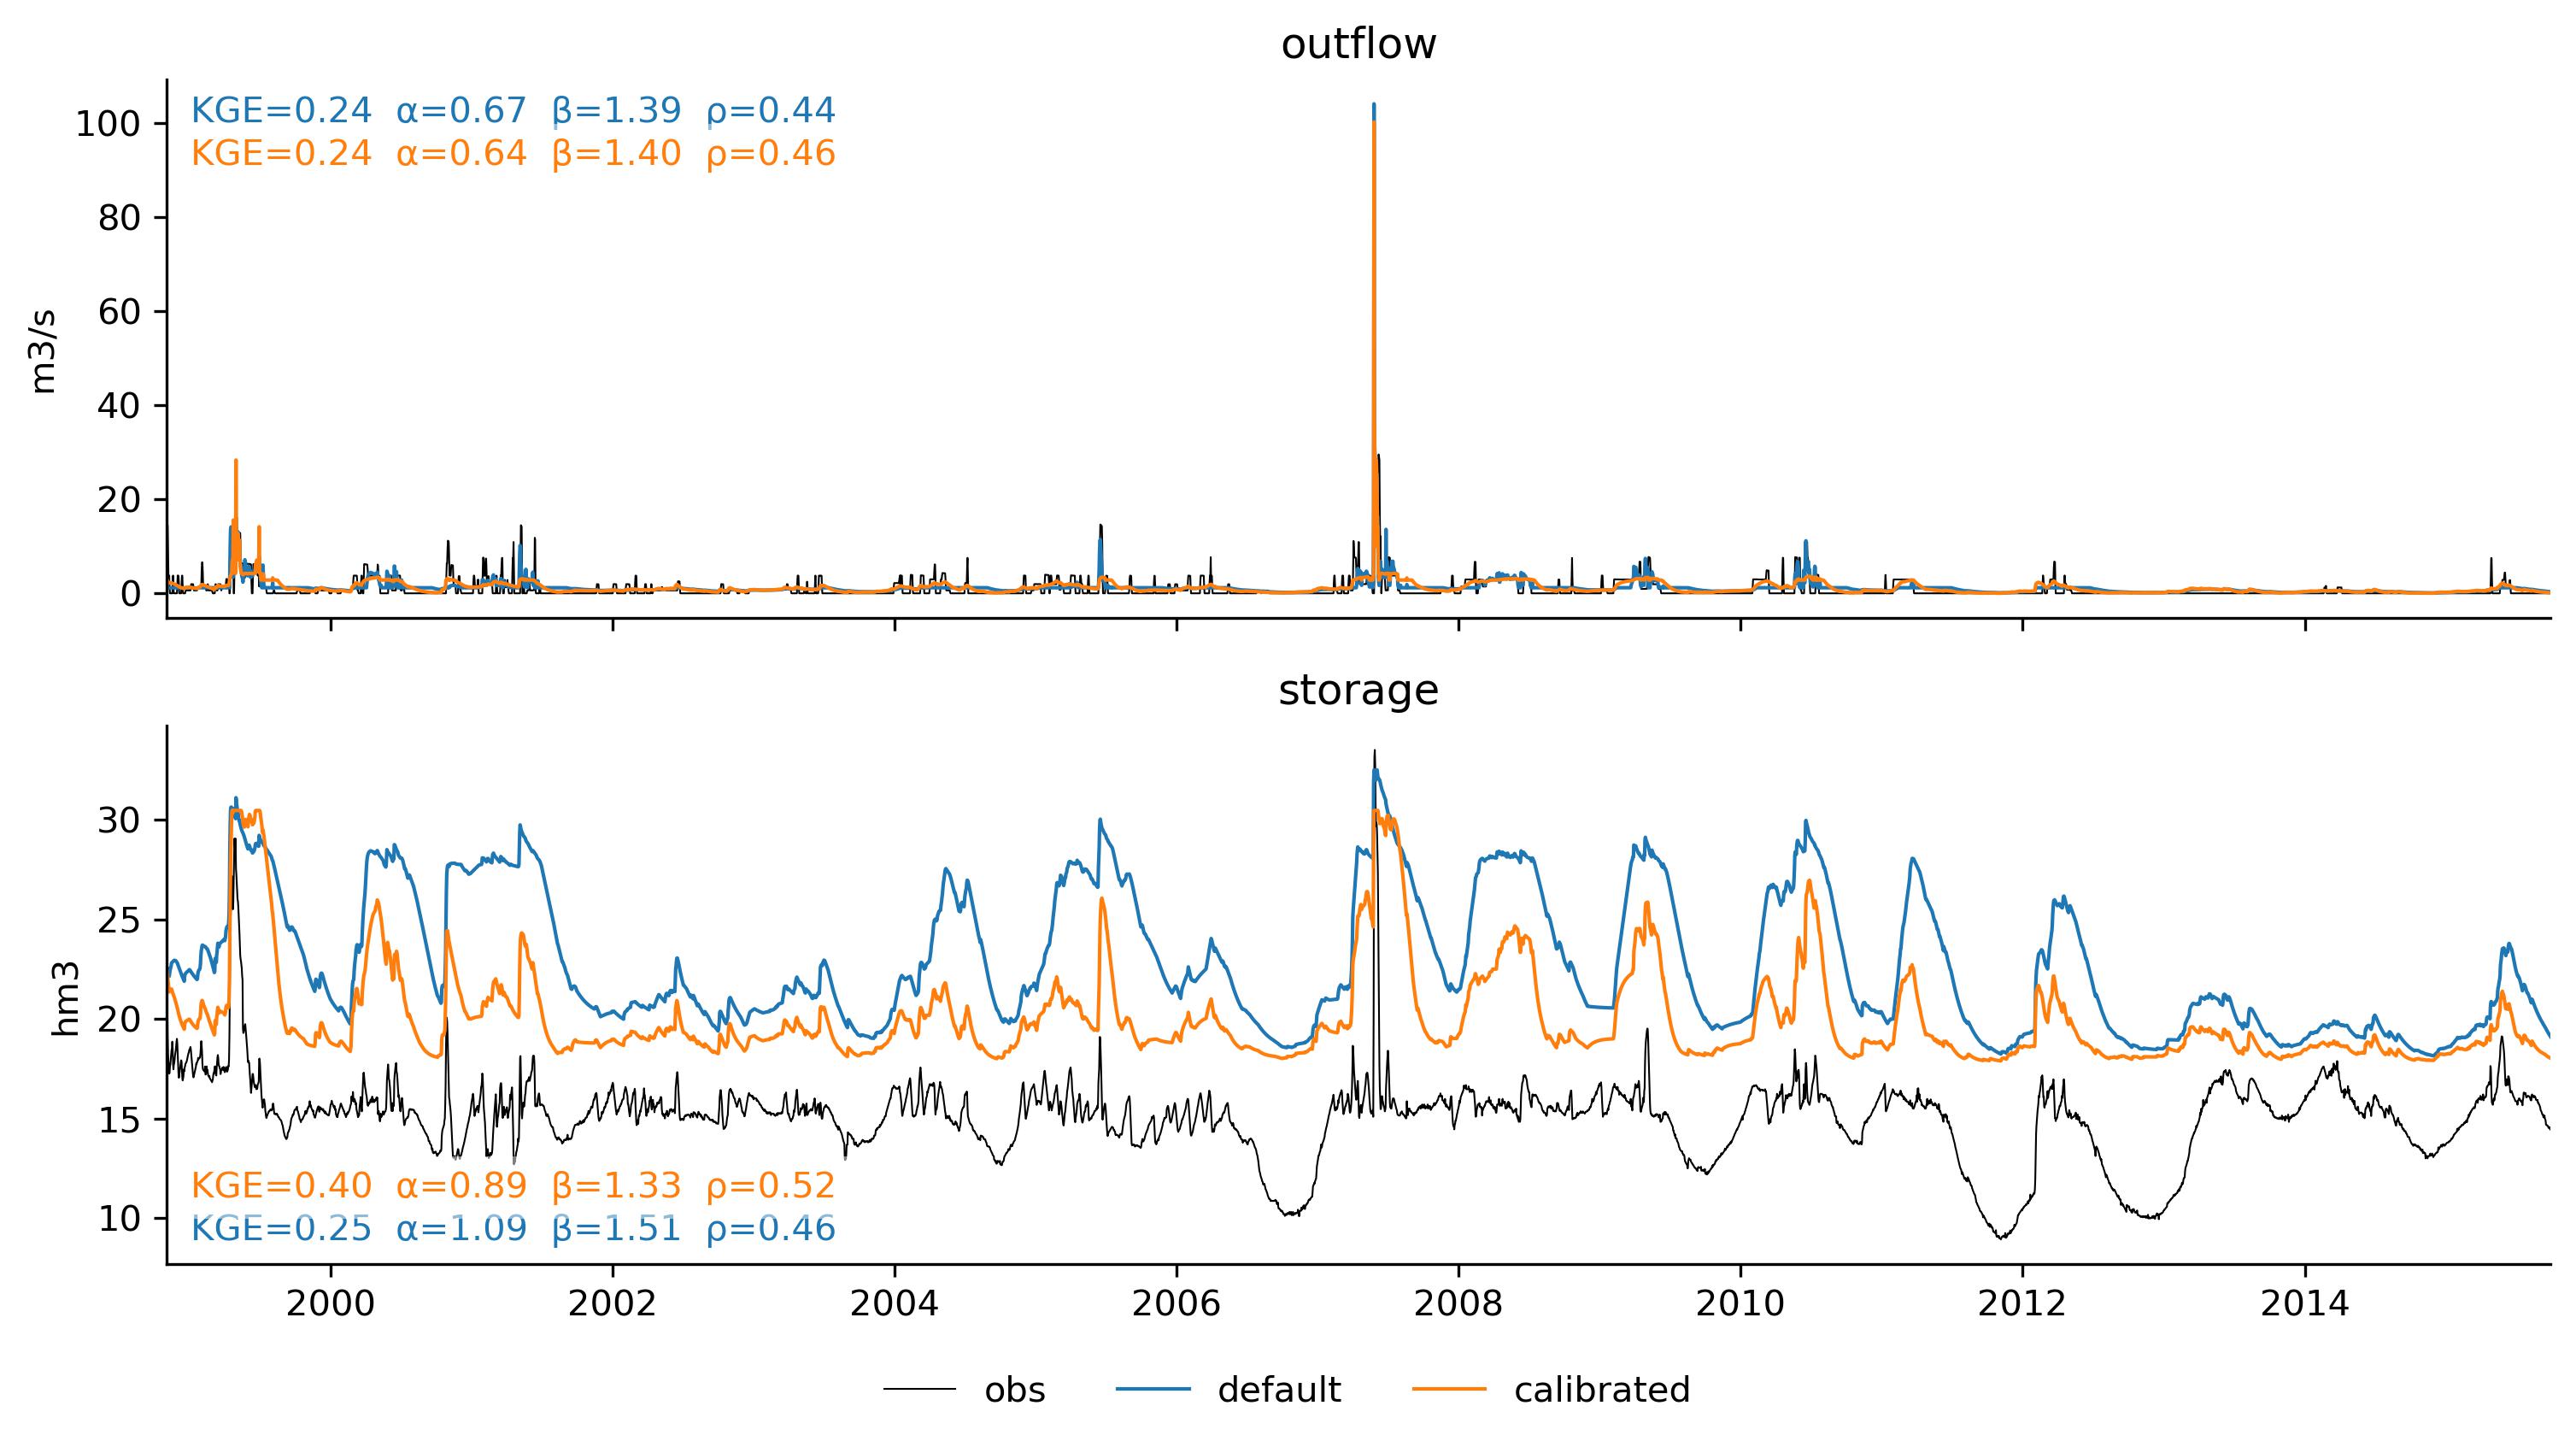 outflow
KGE=0.24 α=0.67 β=1.39 ρ=0.44
KGE=0.24 α=0.64 β=1.40 ρ=0.46
100
80
60
40
20
0
m3/s
storage
30
25
20
15
10
hm3
KGE=0.40 α=0.89 β=1.33 ρ=0.52
KGE=0.25 α=1.09 β=1.51 ρ=0.46
2000 2002 2004 2006 2008 2010 2012 2014
obs default calibrated